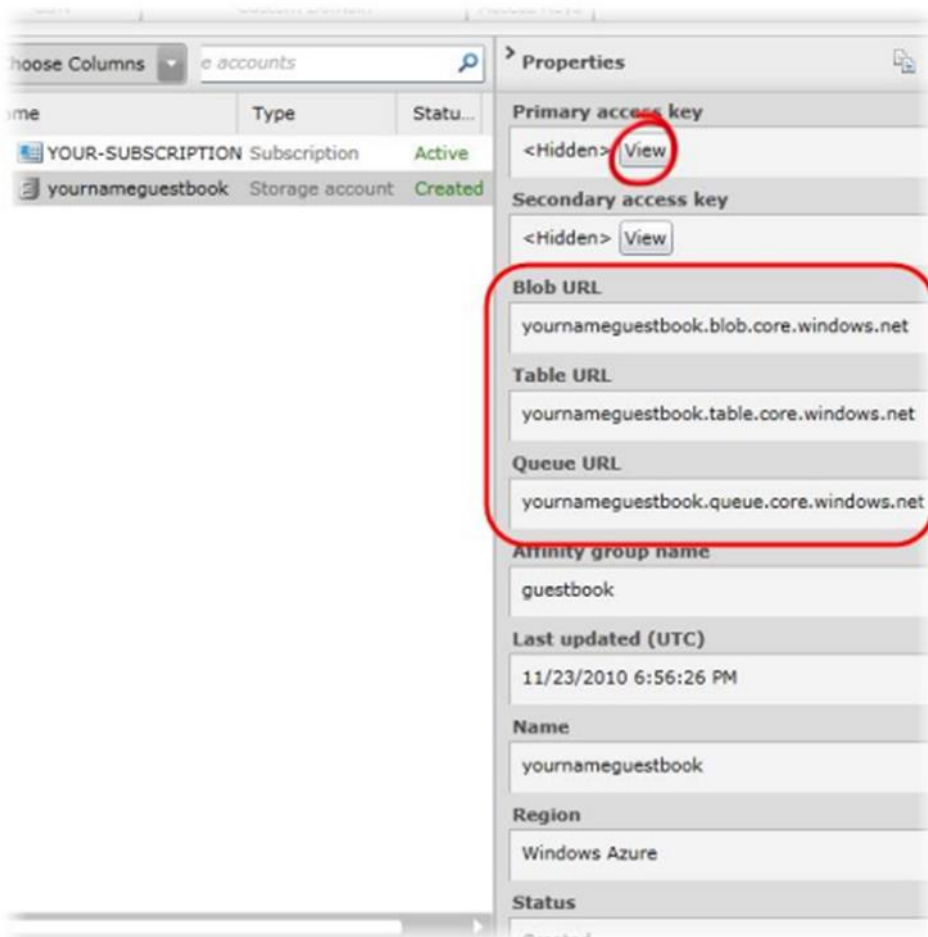 Choose Columns
accounts
Name Type Statu...
YOUR-SUBSCRIPTION Subscription Active
yournameguestbook Storage account Created
Properties
Primary access key
<Hidden> View
Secondary access key
<Hidden> View
Blob URL
yournameguestbook.blob.core.windows.net
Table URL
yournameguestbook.table.core.windows.net
Queue URL
yournameguestbook.queue.core.windows.net
Affinity group name
guestbook
Last updated (UTC)
11/23/2010 6:56:26 PM
Name
yournameguestbook
Region
Windows Azure
Status
Created